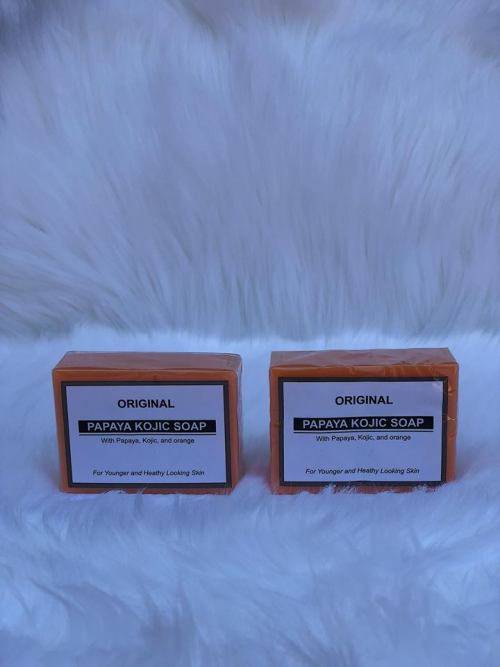 ORIGINAL
PAPAYA KOJIC SOAP
With Papaya, Kojic, and orange
For Younger and Heathy Looking Skin
ORIGINAL
PAPAYA KOJIC SOAP
With Papaya, Kojic, and orange
For Younger and Heathy Looking Skin